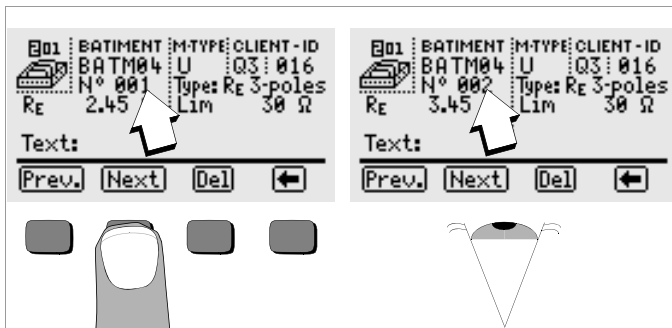 01 BATIMENT M-TYPE CLIENT-ID
BATM04 U Q3 016
N° 001 Type: RE 3-poles
RE 2.45 Lim 30 Ω
Text:
Prev. Next Del ←
01 BATIMENT M-TYPE CLIENT-ID
BATM04 U Q3 016
N° 002 Type: RE 3-poles
RE 3.45 Lim 30 Ω
Text:
Prev. Next Del ←